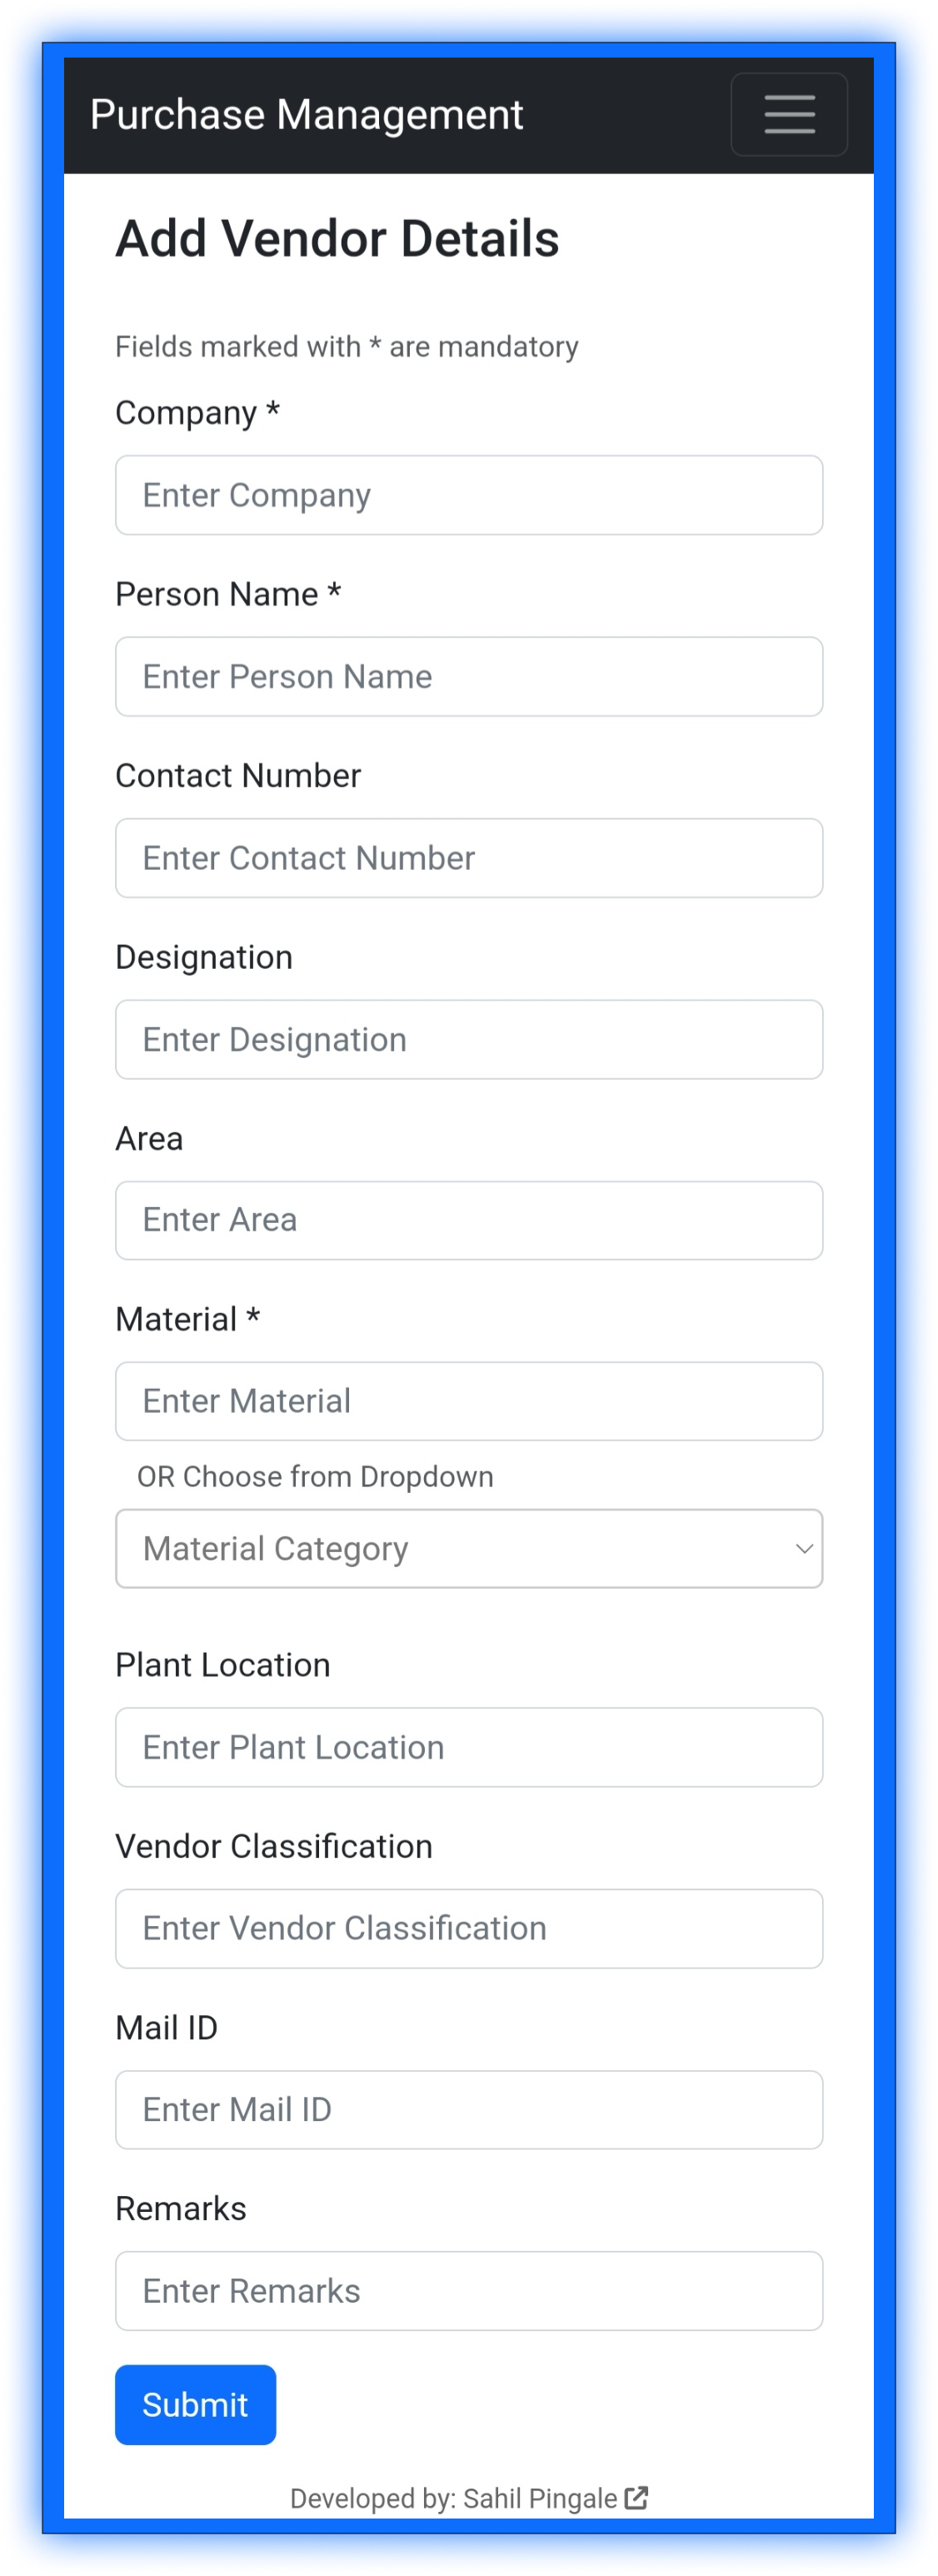 Purchase Management
Add Vendor Details
Fields marked with * are mandatory
Company *
Enter Company
Person Name *
Enter Person Name
Contact Number
Enter Contact Number
Designation
Enter Designation
Area
Enter Area
Material *
Enter Material
OR Choose from Dropdown
Material Category
Plant Location
Enter Plant Location
Vendor Classification
Enter Vendor Classification
Mail ID
Enter Mail ID
Remarks
Enter Remarks
Submit
Developed by: Sahil Pingale